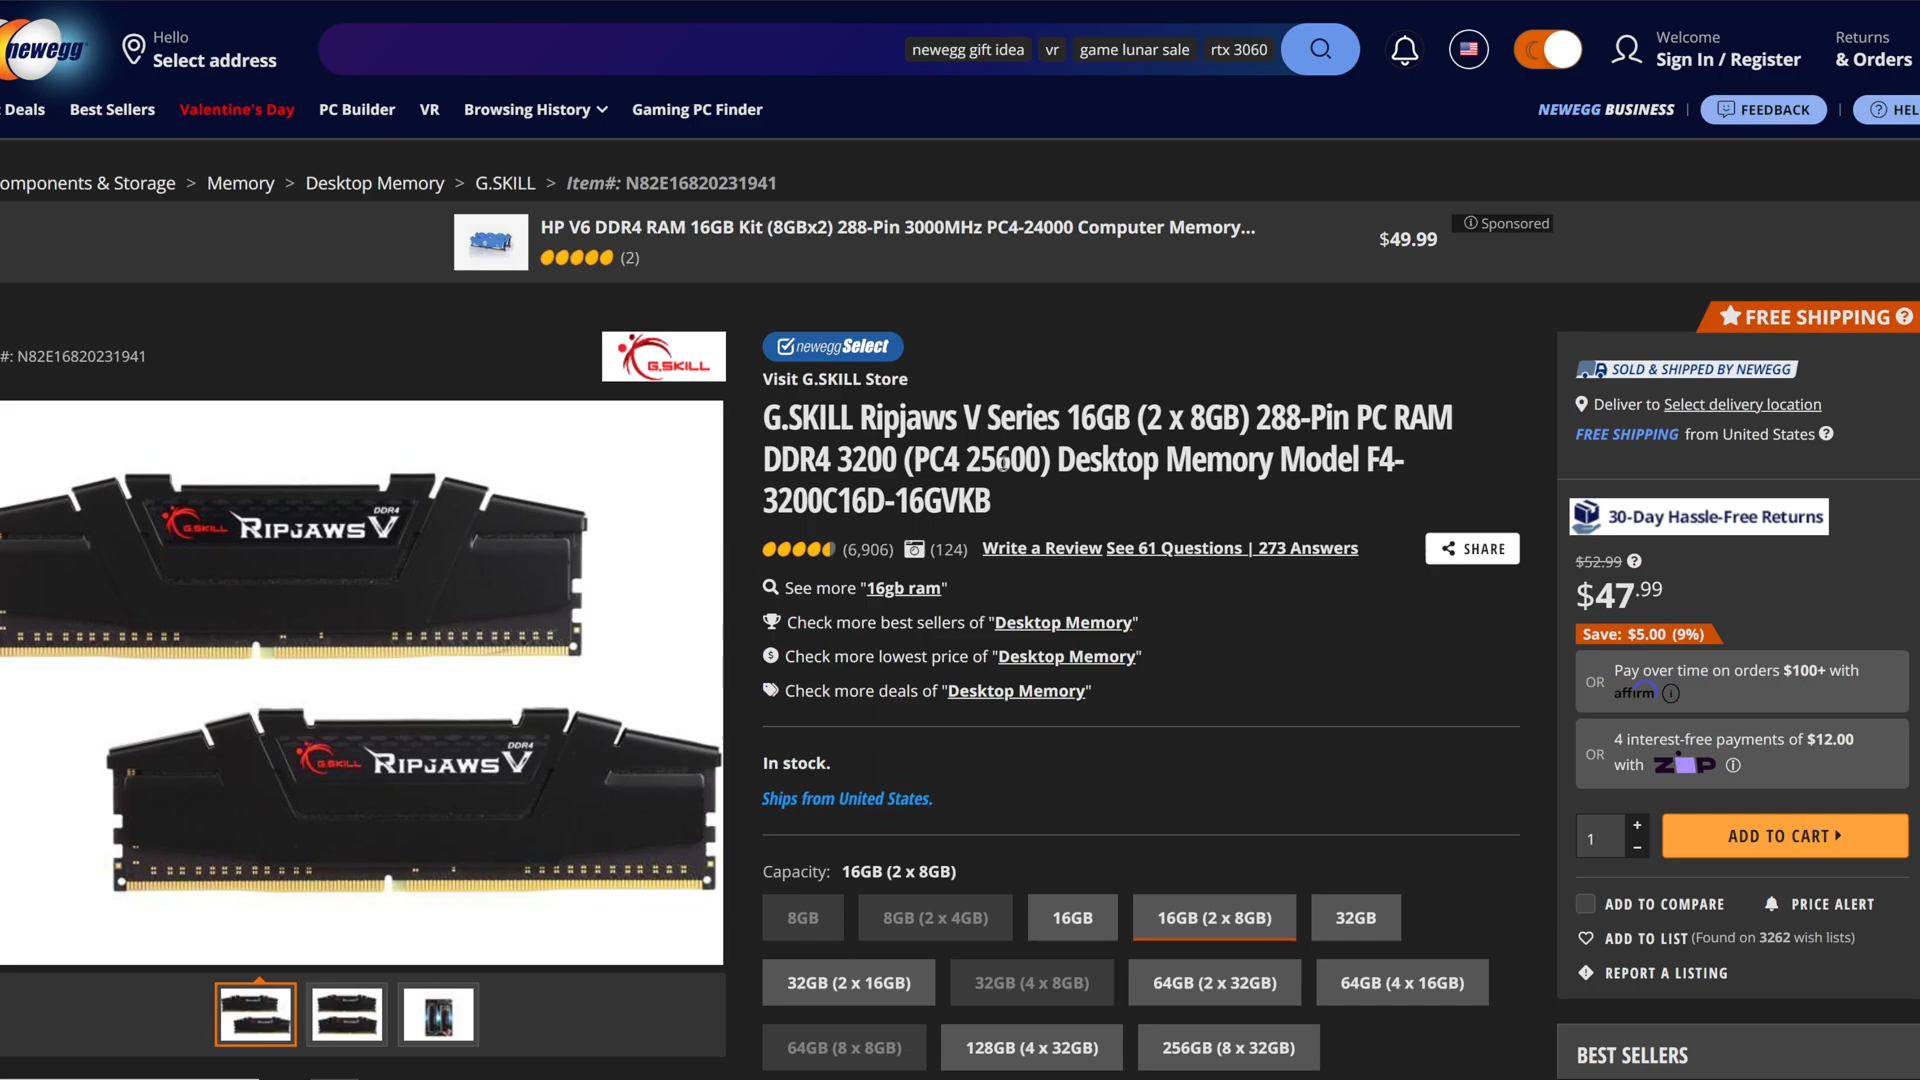 newegg
Hello
Select address
newegg gift idea
vr
game lunar sale
rtx 3060
Welcome
Sign In / Register
Returns
& Orders
Deals
Best Sellers
Valentine's Day
PC Builder
VR
Browsing History
Gaming PC Finder
NEWEGG BUSINESS
FEEDBACK
HEL
omponents & Storage > Memory > Desktop Memory > G.SKILL > Item#: N82E16820231941
HP V6 DDR4 RAM 16GB Kit (8GBx2) 288-Pin 3000MHz PC4-24000 Computer Memory...
(2)
$49.99
Sponsored
FREE SHIPPING
#: N82E16820231941
G.SKILL
newegg Select
Visit G.SKILL Store
G.SKILL Ripjaws V Series 16GB (2 x 8GB) 288-Pin PC RAM
DDR4 3200 (PC4 25600) Desktop Memory Model F4-
3200C16D-16GVKB
(6,906) (124) Write a Review See 61 Questions | 273 Answers
SHARE
See more "16gb ram"
Check more best sellers of "Desktop Memory"
Check more lowest price of "Desktop Memory"
Check more deals of "Desktop Memory"
In stock.
Ships from United States.
Capacity: 16GB (2 x 8GB)
8GB
8GB (2 x 4GB)
16GB
16GB (2 x 8GB)
32GB
32GB (2 x 16GB)
32GB (4 x 8GB)
64GB (2 x 32GB)
64GB (4 x 16GB)
64GB (8 x 8GB)
128GB (4 x 32GB)
256GB (8 x 32GB)
G.SKILL RIPJAWS V DDR4
G.SKILL RIPJAWS V DDR4
SOLD & SHIPPED BY NEWEGG
Deliver to Select delivery location
FREE SHIPPING from United States
30-Day Hassle-Free Returns
$52.99
$47.99
Save: $5.00 (9%)
OR
Pay over time on orders $100+ with
affirm
OR
4 interest-free payments of $12.00
with ZIP
1
+
−
ADD TO CART
ADD TO COMPARE
PRICE ALERT
ADD TO LIST (Found on 3262 wish lists)
REPORT A LISTING
BEST SELLERS